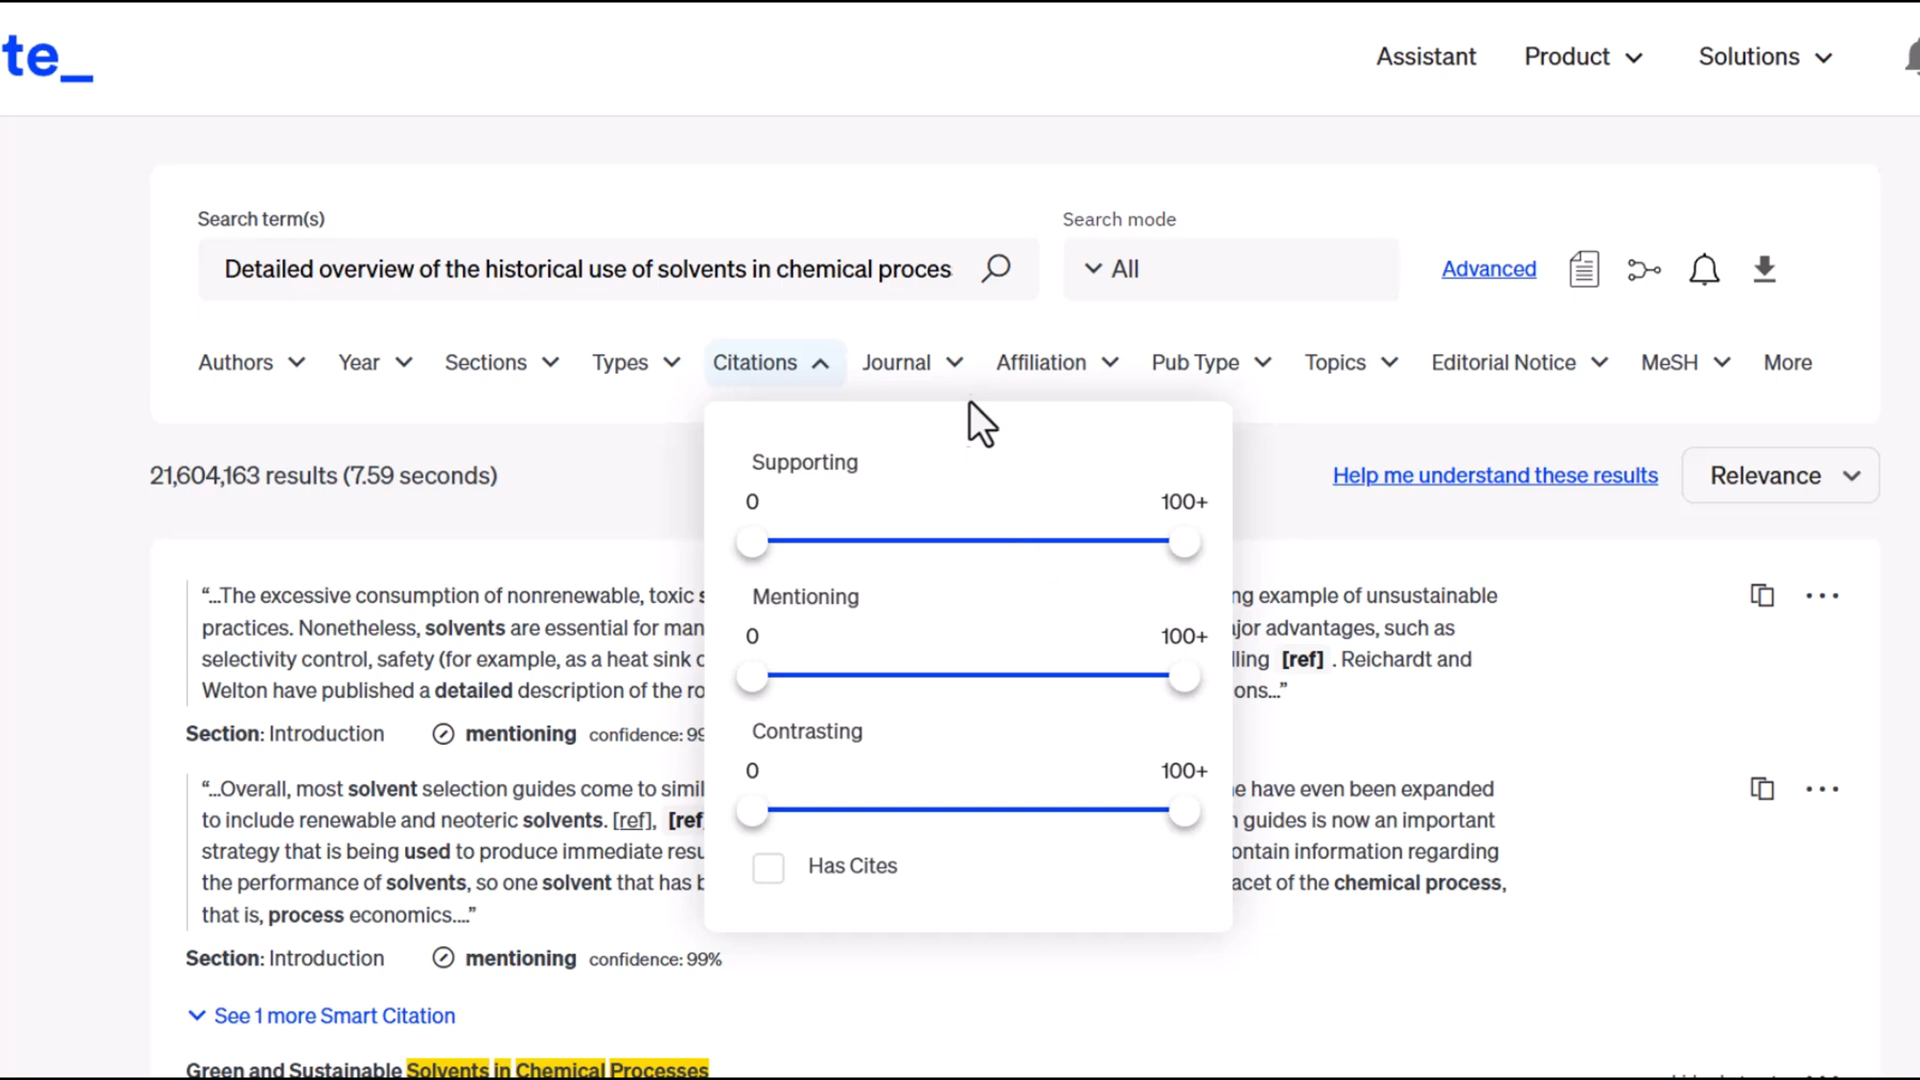 te_
Assistant Product Solutions
Search term(s) Search mode
Detailed overview of the historical use of solvents in chemical proces All Advanced
Authors Year Sections Types Citations Journal Affiliation Pub Type Topics Editorial Notice MeSH More
21,604,163 results (7.59 seconds) Help me understand these results Relevance
Supporting
0 100+
Mentioning
0 100+
Contrasting
0 100+
Has Cites
“...The excessive consumption of nonrenewable, toxic ng example of unsustainable
practices. Nonetheless, solvents are essential for man jor advantages, such as
selectivity control, safety (for example, as a heat sink lling [ref] . Reichardt and
Welton have published a detailed description of the ro ons...”
Section: Introduction mentioning confidence: 99
“...Overall, most solvent selection guides come to simil e have even been expanded
to include renewable and neoteric solvents. [ref], [ref guides is now an important
strategy that is being used to produce immediate resu ontain information regarding
the performance of solvents, so one solvent that has acet of the chemical process,
that is, process economics....”
Section: Introduction mentioning confidence: 99%
See 1 more Smart Citation
Green and Sustainable Solvents in Chemical Processes